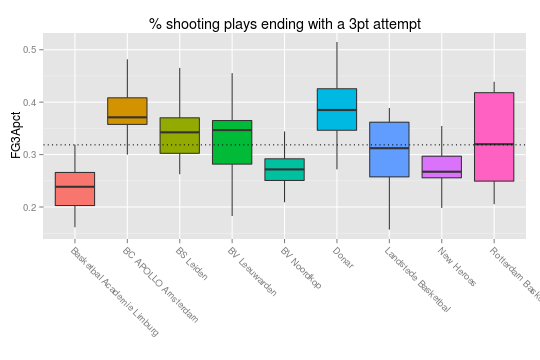 % shooting plays ending with a 3pt attempt
FG3Apct
0.5
0.4
0.3
0.2
Basketbal Academie Limburg
BC APOLLO Amsterdam
BS Leiden
BV Leeuwarden
BV Noordkop
Donar
Landstede Basketbal
New Heroes
Rotterdam Bask